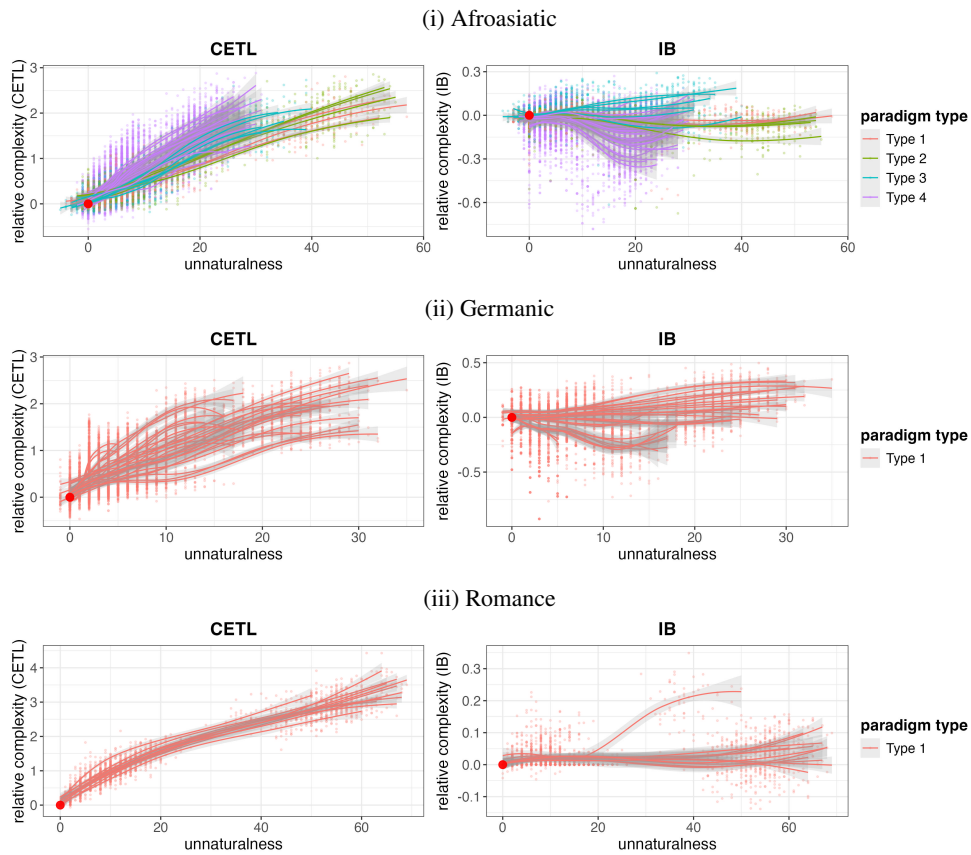 (i) Afroasiatic
CETL
IB
relative complexity (CETL)
3
2
1
0
0
20
40
60
unnaturalness
relative complexity (IB)
0.3
0.0
-0.3
-0.6
0
20
40
60
unnaturalness
paradigm type
Type 1
Type 2
Type 3
Type 4
(ii) Germanic
CETL
IB
relative complexity (CETL)
3
2
1
0
0
10
20
30
unnaturalness
relative complexity (IB)
0.5
0.0
-0.5
0
10
20
30
unnaturalness
paradigm type
Type 1
(iii) Romance
CETL
IB
relative complexity (CETL)
4
3
2
1
0
0
20
40
60
unnaturalness
relative complexity (IB)
0.3
0.2
0.1
0.0
-0.1
0
20
40
60
unnaturalness
paradigm type
Type 1